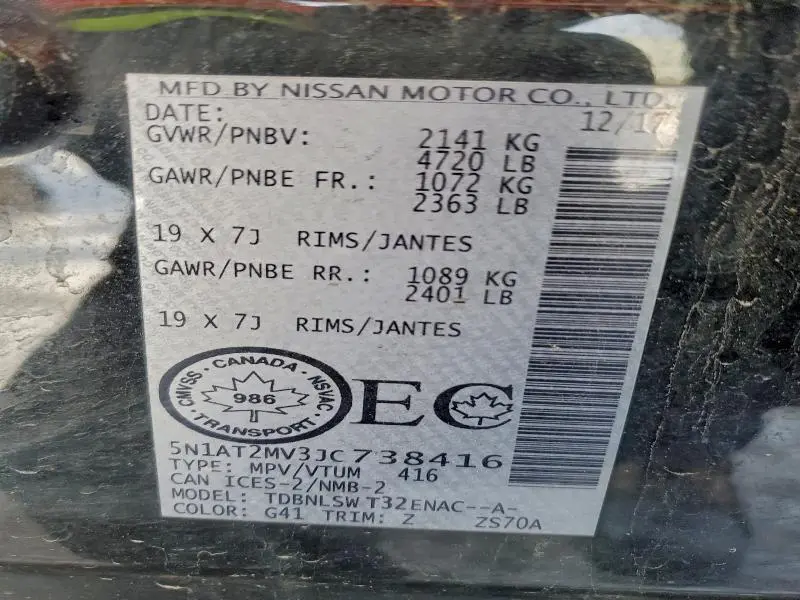 MFD BY NISSAN MOTOR CO., LTD.
DATE: 12/17
GVWR/PNBV: 2141 KG
4720 LB
GAWR/PNBE FR.: 1072 KG
2363 LB
19 X 7J RIMS/JANTES
GAWR/PNBE RR.: 1089 KG
2401 LB
19 X 7J RIMS/JANTES
CANADA
CMVSS · NSVAC
986
TRANSPORT
EC
5N1AT2MV3JC738416
TYPE: MPV/VTUM 416
CAN ICES-2/NMB-2
MODEL: TDBNLSW T32ENAC--A-
COLOR: G41 TRIM: Z ZS70A